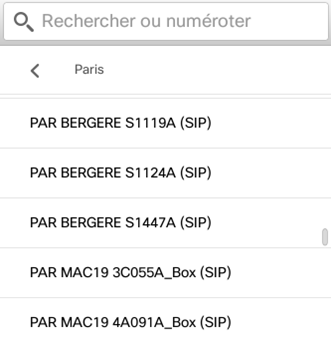 Rechercher ou numéroter
Paris
PAR BERGERE S1119A (SIP)
PAR BERGERE S1124A (SIP)
PAR BERGERE S1447A (SIP)
PAR MAC19 3C055A_Box (SIP)
PAR MAC19 4A091A_Box (SIP)